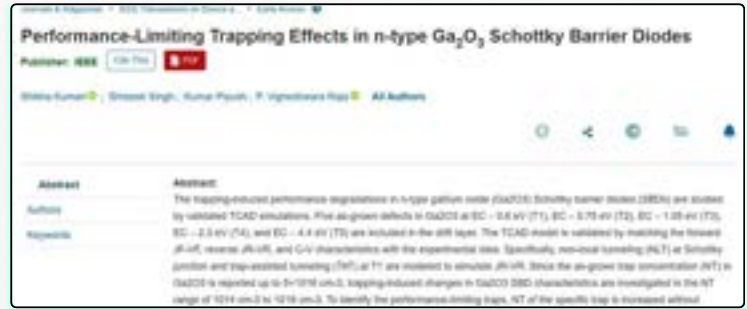 Performance-Limiting Trapping Effects in n-type Ga₂O₃ Schottky Barrier Diodes
Publisher: IEEE Cite This PDF
Shikha Kumari; Simranjit Singh; Kumar Piyush; P. Vigneshwara Raja All Authors
Abstract
Authors
Keywords
Abstract:
The trapping-induced performance degradations in n-type gallium oxide (Ga2O3) Schottky barrier diodes (SBDs) are studied
by validated TCAD simulations. Five as-grown defects in Ga2O3 at EC – 0.6 eV (T1), EC – 0.75 eV (T2), EC – 1.05 eV (T3),
EC – 2.3 eV (T4), and EC – 4.4 eV (T5) are included in the drift layer. The TCAD model is validated by matching the forward
JF-VF, reverse JR-VR, and C-V characteristics with the experimental data. Specifically, non-local tunneling (NLT) at Schottky
junction and trap-assisted tunneling (TAT) at T1 are modeled to simulate JR-VR. Since the as-grown trap concentration (NT) in
Ga2O3 is reported up to 5×1016 cm-3, trapping-induced changes in Ga2O3 SBD characteristics are investigated in the NT
range of 1014 cm-3 to 1016 cm-3. To identify the performance-limiting traps, NT of the specific trap is increased without